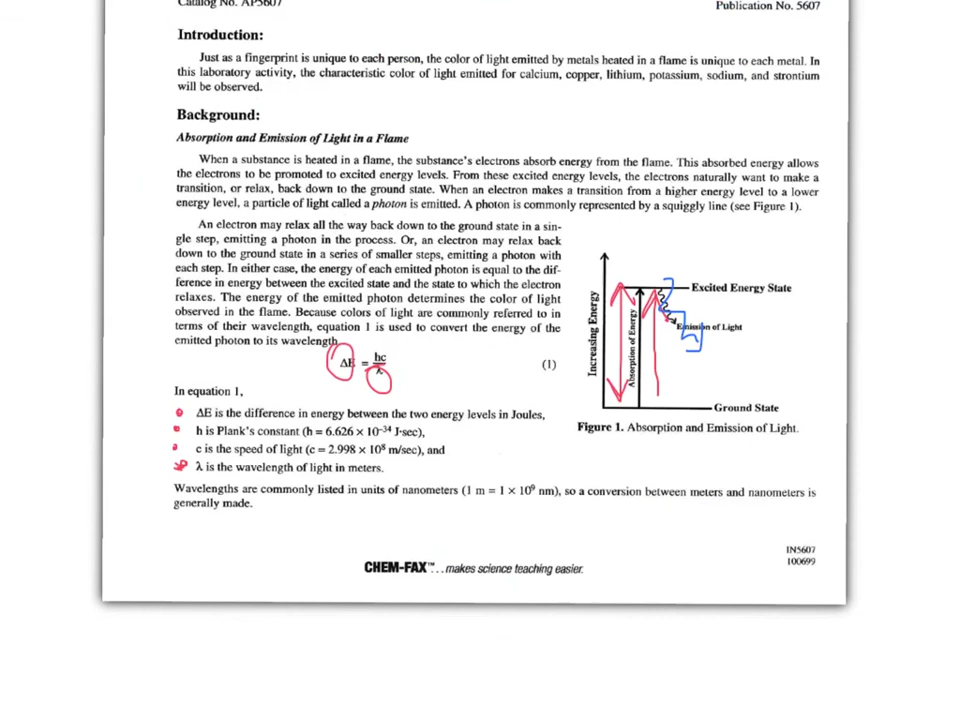 Catalog No. AP5607
Publication No. 5607
Introduction:
Just as a fingerprint is unique to each person, the color of light emitted by metals heated in a flame is unique to each metal. In
this laboratory activity, the characteristic color of light emitted for calcium, copper, lithium, potassium, sodium, and strontium
will be observed.
Background:
Absorption and Emission of Light in a Flame
When a substance is heated in a flame, the substance's electrons absorb energy from the flame. This absorbed energy allows
the electrons to be promoted to excited energy levels. From these excited energy levels, the electrons naturally want to make a
transition, or relax, back down to the ground state. When an electron makes a transition from a higher energy level to a lower
energy level, a particle of light called a photon is emitted. A photon is commonly represented by a squiggly line (see Figure 1).
An electron may relax all the way back down to the ground state in a sin-
gle step, emitting a photon in the process. Or, an electron may relax back
down to the ground state in a series of smaller steps, emitting a photon with
each step. In either case, the energy of each emitted photon is equal to the dif-
ference in energy between the excited state and the state to which the electron
relaxes. The energy of the emitted photon determines the color of light
observed in the flame. Because colors of light are commonly referred to in
terms of their wavelength, equation 1 is used to convert the energy of the
emitted photon to its wavelength.
ΔE = hc/λ (1)
In equation 1,
ΔE is the difference in energy between the two energy levels in Joules,
h is Plank's constant (h = 6.626 × 10⁻³⁴ J·sec),
c is the speed of light (c = 2.998 × 10⁸ m/sec), and
λ is the wavelength of light in meters.
Increasing Energy
Absorption of Energy
Excited Energy State
Emission of Light
Ground State
Figure 1. Absorption and Emission of Light.
Wavelengths are commonly listed in units of nanometers (1 m = 1 × 10⁹ nm), so a conversion between meters and nanometers is
generally made.
IN5607
100699
CHEM-FAX™. . .makes science teaching easier.